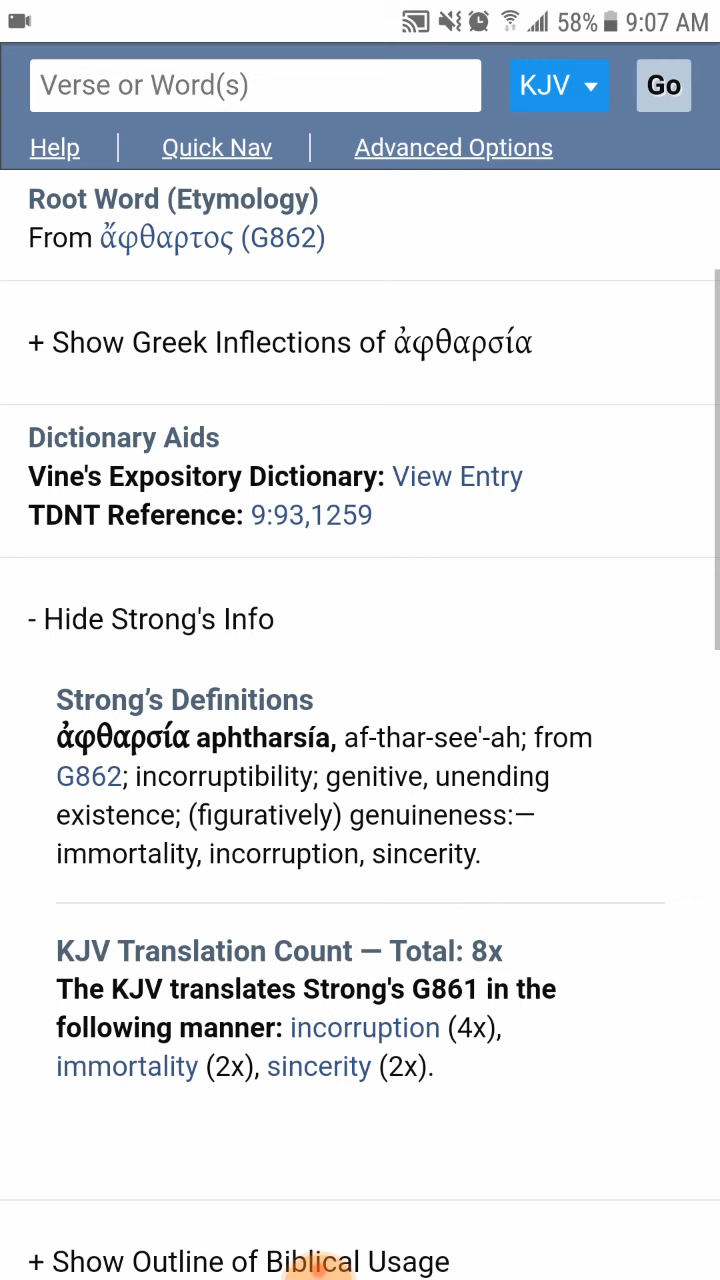 58% 9:07 AM
Verse or Word(s) KJV Go
Help Quick Nav Advanced Options
Root Word (Etymology)
From ἄφθαρτος (G862)
+ Show Greek Inflections of ἀφθαρσία
Dictionary Aids
Vine's Expository Dictionary: View Entry
TDNT Reference: 9:93,1259
- Hide Strong's Info
Strong’s Definitions
ἀφθαρσία aphtharsía, af-thar-see'-ah; from
G862; incorruptibility; genitive, unending
existence; (figuratively) genuineness:—
immortality, incorruption, sincerity.
KJV Translation Count — Total: 8x
The KJV translates Strong's G861 in the
following manner: incorruption (4x),
immortality (2x), sincerity (2x).
+ Show Outline of Biblical Usage